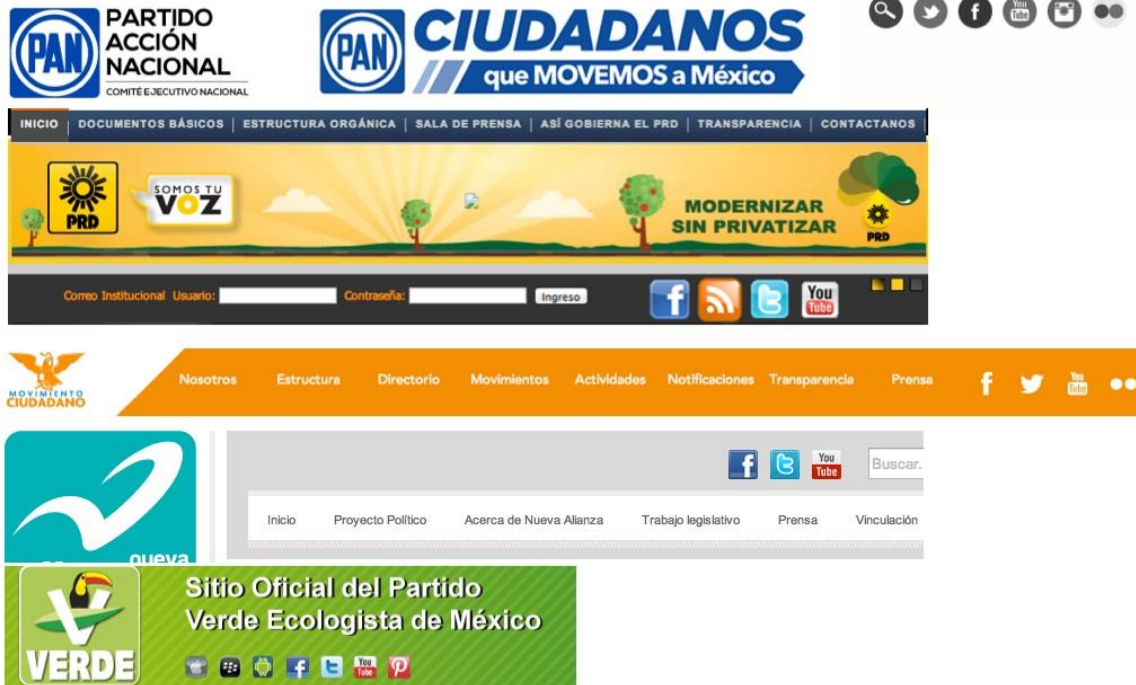 PAN
PARTIDO
ACCIÓN
NACIONAL
COMITÉ EJECUTIVO NACIONAL
PAN
CIUDADANOS
que MOVEMOS a México
You
Tube
INICIO | DOCUMENTOS BÁSICOS | ESTRUCTURA ORGÁNICA | SALA DE PRENSA | ASÍ GOBIERNA EL PRD | TRANSPARENCIA | CONTACTANOS
PRD
SOMOS TU
VOZ
MODERNIZAR
SIN PRIVATIZAR
PRD
Correo Institucional Usuario: Contraseña: Ingreso
You
Tube
MOVIMIENTO
CIUDADANO
Nosotros Estructura Directorio Movimientos Actividades Notificaciones Transparencia Prensa
You
Tube
You
Tube
Buscar.
Inicio Proyecto Político Acerca de Nueva Alianza Trabajo legislativo Prensa Vinculación
nueva
VERDE
Sitio Oficial del Partido
Verde Ecologista de México
You
Tube